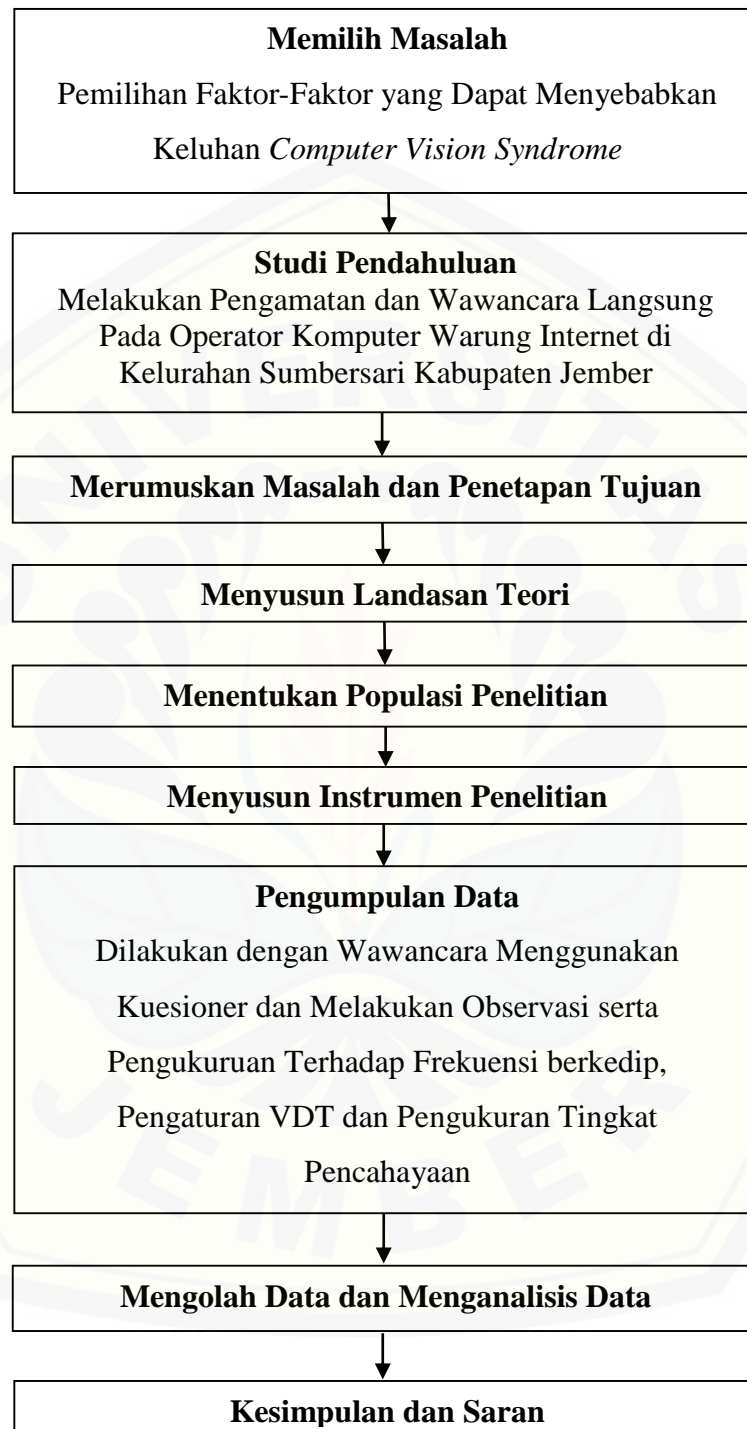 Memilih Masalah
Pemilihan Faktor-Faktor yang Dapat Menyebabkan
Keluhan Computer Vision Syndrome
Studi Pendahuluan
Melakukan Pengamatan dan Wawancara Langsung
Pada Operator Komputer Warung Internet di
Kelurahan Sumbersari Kabupaten Jember
Merumuskan Masalah dan Penetapan Tujuan
Menyusun Landasan Teori
Menentukan Populasi Penelitian
Menyusun Instrumen Penelitian
Pengumpulan Data
Dilakukan dengan Wawancara Menggunakan
Kuesioner dan Melakukan Observasi serta
Pengukuruan Terhadap Frekuensi berkedip,
Pengaturan VDT dan Pengukuran Tingkat
Pencahayaan
Mengolah Data dan Menganalisis Data
Kesimpulan dan Saran
UNIVERSITAS
JEMBER